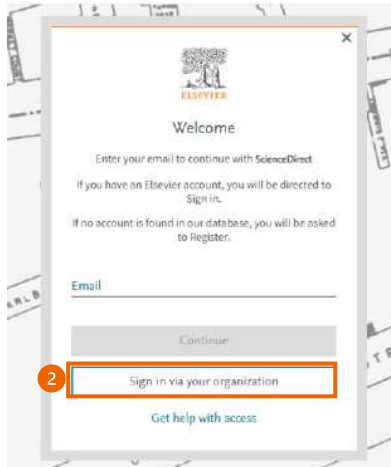 ELSEVIER
Welcome
Enter your email to continue with ScienceDirect
If you have an Elsevier account, you will be directed to
Sign in.
If no account is found in our database, you will be asked
to Register.
Email
Continue
2
Sign in via your organization
Get help with access